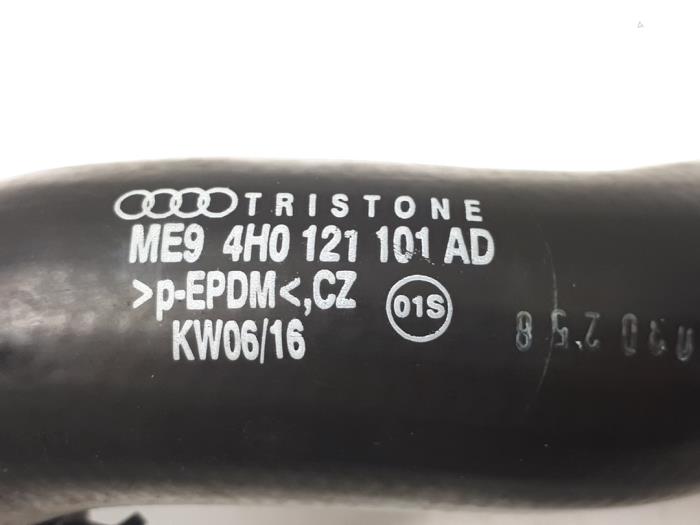 TRISTONE
ME9 4H0 121 101 AD
>p-EPDM<,CZ
01S
KW06/16